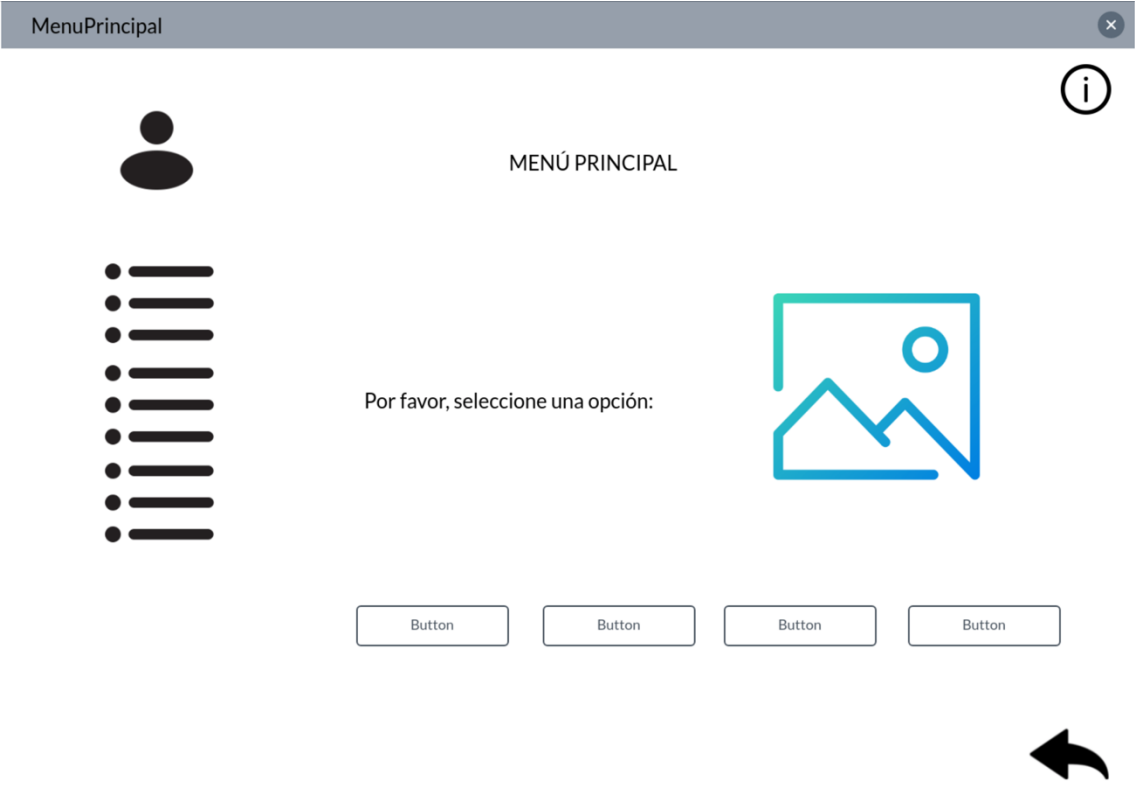 MenuPrincipal
MENÚ PRINCIPAL
Por favor, seleccione una opción:
Button
Button
Button
Button